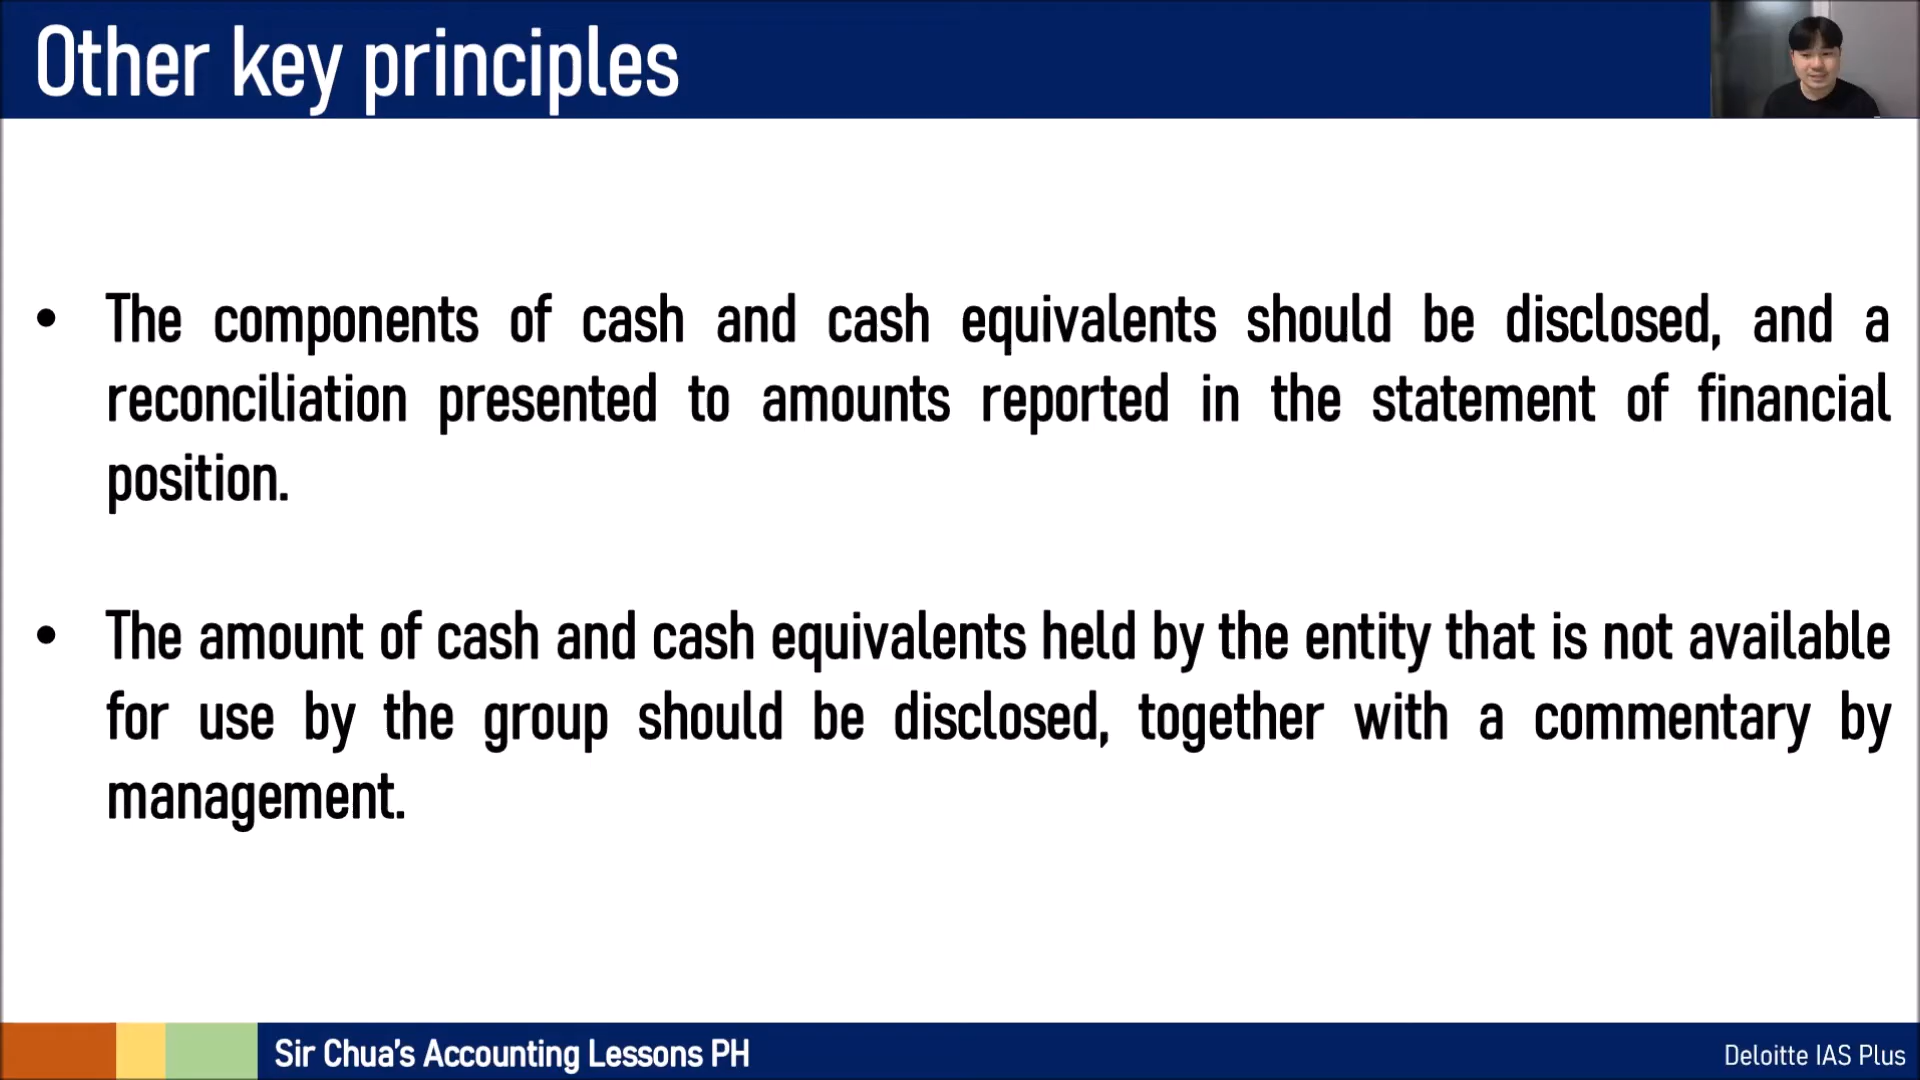 Other key principles
• The components of cash and cash equivalents should be disclosed, and a
reconciliation presented to amounts reported in the statement of financial
position.
• The amount of cash and cash equivalents held by the entity that is not available
for use by the group should be disclosed, together with a commentary by
management.
Sir Chua's Accounting Lessons PH
Deloitte IAS Plus